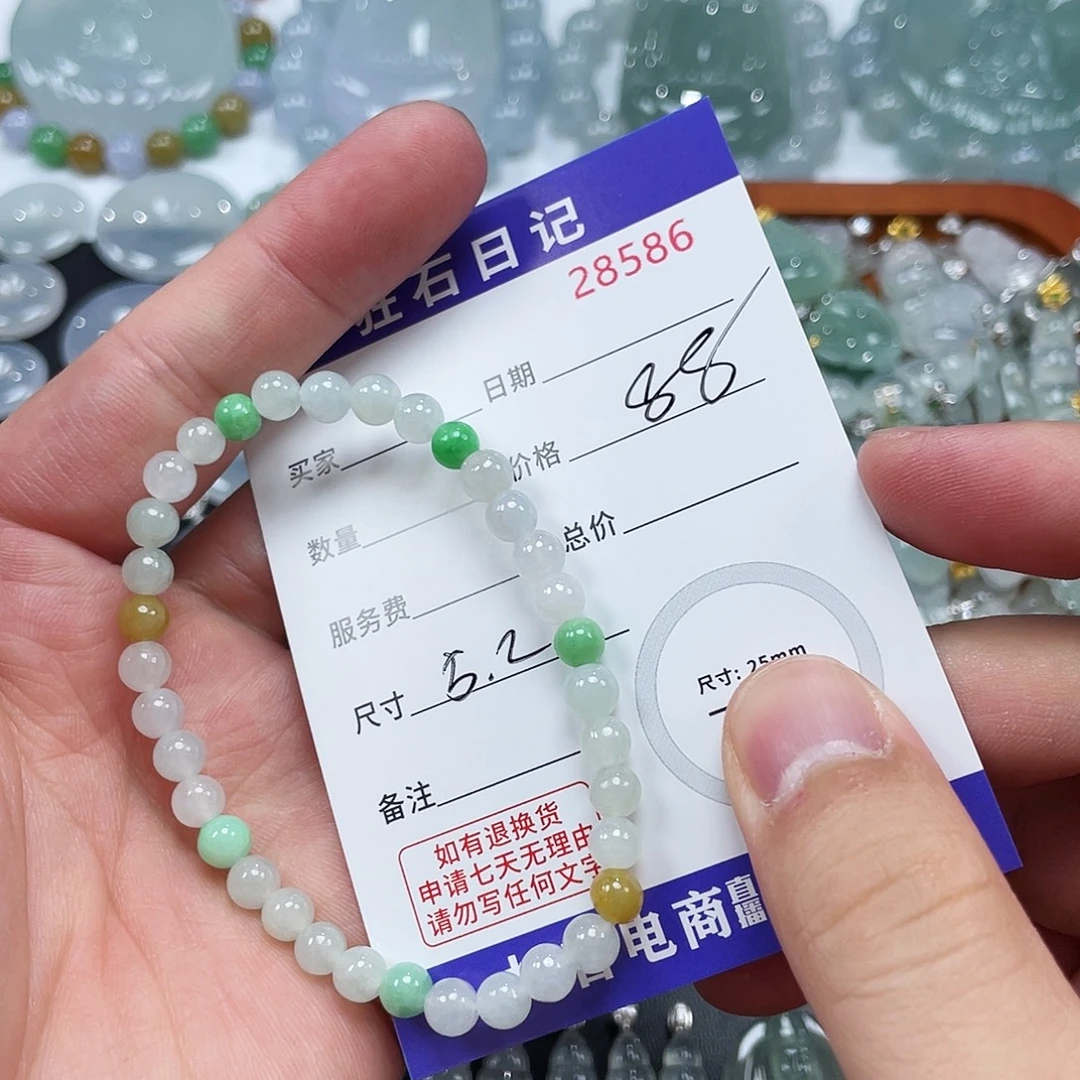 石日记
28586
日期
买家
价格 88
数量
总价
服务费
尺寸 5.2
尺寸: 25mm
备注
如有退换货
申请七天无理由
请勿写任何文字
电商直播